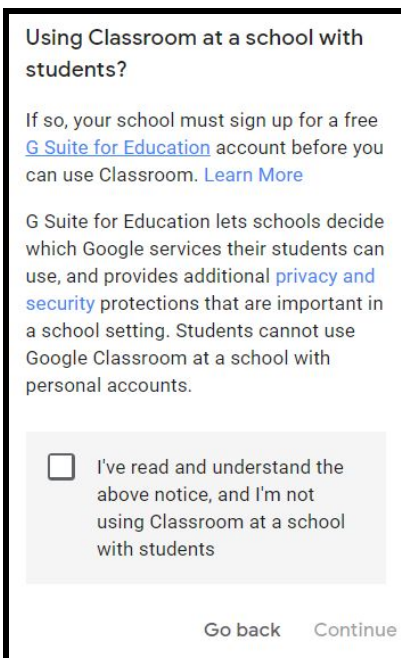 Using Classroom at a school with
students?
If so, your school must sign up for a free
G Suite for Education account before you
can use Classroom. Learn More
G Suite for Education lets schools decide
which Google services their students can
use, and provides additional privacy and
security protections that are important in
a school setting. Students cannot use
Google Classroom at a school with
personal accounts.
I've read and understand the
above notice, and I'm not
using Classroom at a school
with students
Go back Continue